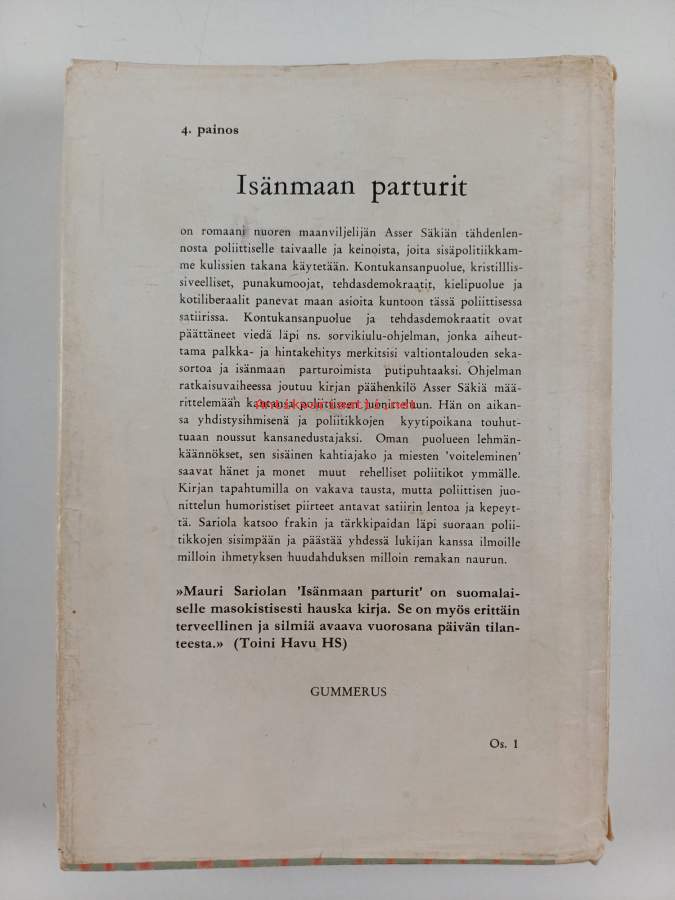 4. painos
Isänmaan parturit
on romaani nuoren maanviljelijän Asser Säkiän tähdenlen-
nosta poliittiselle taivaalle ja keinoista, joita sisäpolitiikkam-
me kulissien takana käytetään. Kontukansanpuolue, kristilllis-
siveelliset, punakumoojat, tehdasdemokraatit, kielipuolue ja
kotiliberaalit panevat maan asioita kuntoon tässä poliittisessa
satiirissa. Kontukansanpuolue ja tehdasdemokraatit ovat
päättäneet viedä läpi ns. sorvikiulu-ohjelman, jonka aiheut-
tama palkka- ja hintakehitys merkitsisi valtiontalouden seka-
sortoa ja isänmaan parturoimista putipuhtaaksi. Ohjelman
ratkaisuvaiheessa joutuu kirjan päähenkilö Asser Säkiä mää-
rittelemään kantansa poliittiseen juonitteluun. Hän on aikan-
Antikvariaatti.net
sa yhdistysihmisenä ja poliitikkojen kyytipoikana touhut-
tuaan noussut kansanedustajaksi. Oman puolueen lehmän-
käännökset, sen sisäinen kahtiajako ja miesten 'voiteleminen'
saavat hänet ja monet muut rehelliset poliitikot ymmälle.
Kirjan tapahtumilla on vakava tausta, mutta poliittisen juo-
nittelun humoristiset piirteet antavat satiirin lentoa ja kepeyt-
tä. Sariola katsoo frakin ja tärkkipaidan läpi suoraan polii-
tikkojen sisimpään ja päästää yhdessä lukijan kanssa ilmoille
milloin ihmetyksen huudahduksen milloin remakan naurun.
»Mauri Sariolan 'Isänmaan parturit' on suomalai-
selle masokistisesti hauska kirja. Se on myös erittäin
terveellinen ja silmiä avaava vuorosana päivän tilan-
teesta.» (Toini Havu HS)
GUMMERUS
Os. 1